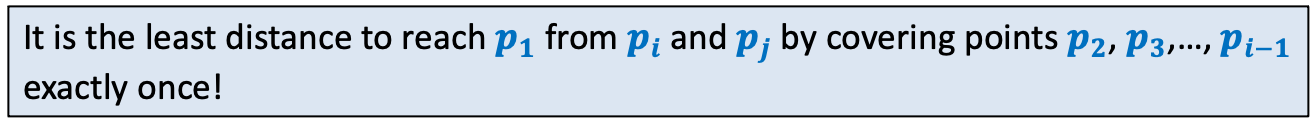 It is the least distance to reach p₁ from pᵢ and pⱼ by covering points p₂, p₃,…, pᵢ₋₁
exactly once!